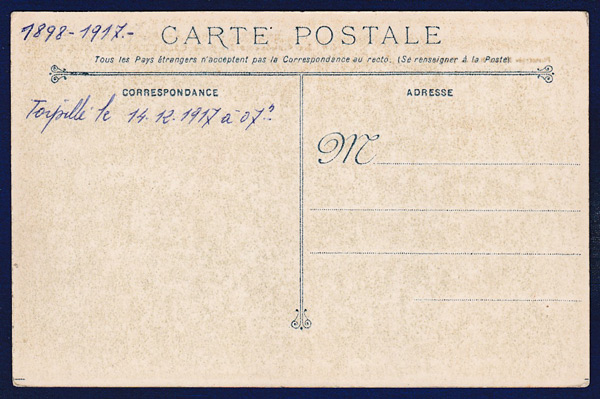 1898-1917.-
CARTE POSTALE
Tous les Pays étrangers n'acceptent pas la Correspondance au recto. (Se renseigner à la Poste)
CORRESPONDANCE
ADRESSE
Torpillé le 14.12.1917 à 07h
M